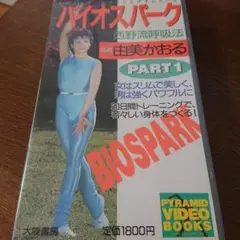 バイオスパーク
西野流呼吸法
由美かおる
PART 1
女はスリムで美しく、
男は強くパワフルに
日間トレーニングで、
若々しい身体をつくる!
BIOSPARK
大陸書房
定価1800円
PYRAMID
VIDEO
BOOKS